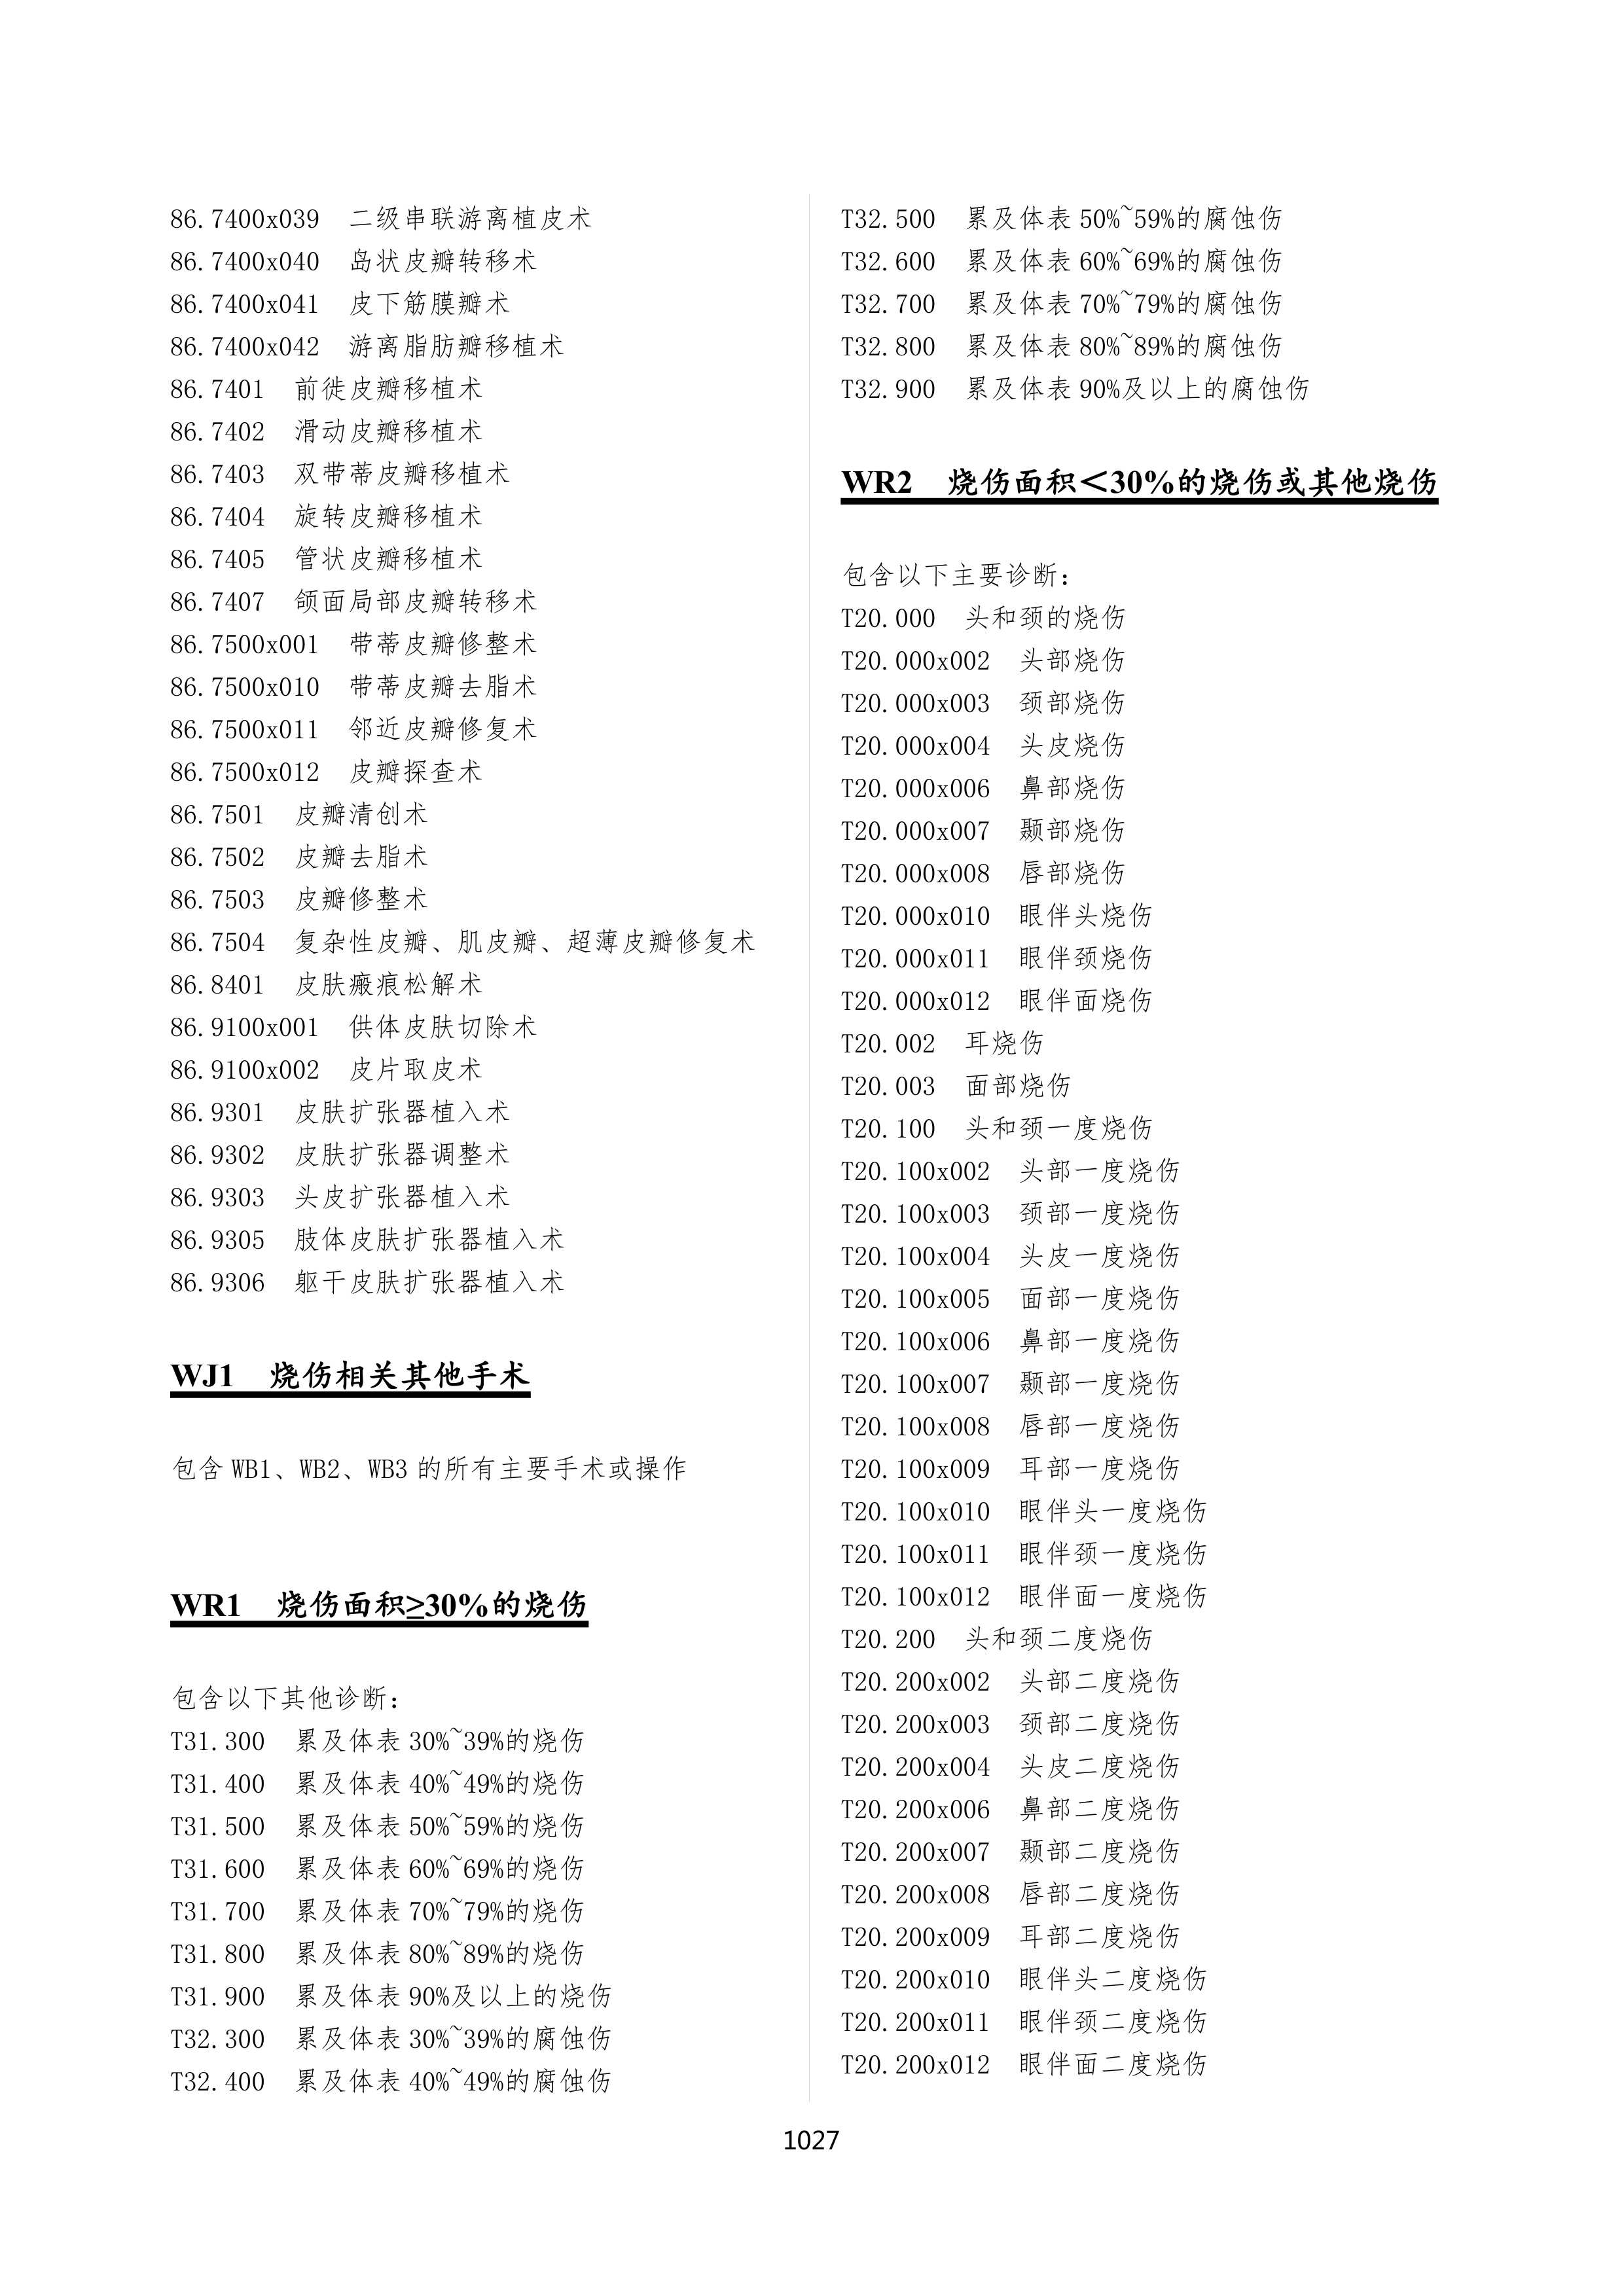 86.7400x039 二级串联游离植皮术
86.7400x040 岛状皮瓣转移术
86.7400x041 皮下筋膜瓣术
86.7400x042 游离脂肪瓣移植术
86.7401 前徙皮瓣移植术
86.7402 滑动皮瓣移植术
86.7403 双带蒂皮瓣移植术
86.7404 旋转皮瓣移植术
86.7405 管状皮瓣移植术
86.7407 颌面局部皮瓣转移术
86.7500x001 带蒂皮瓣修整术
86.7500x010 带蒂皮瓣去脂术
86.7500x011 邻近皮瓣修复术
86.7500x012 皮瓣探查术
86.7501 皮瓣清创术
86.7502 皮瓣去脂术
86.7503 皮瓣修整术
86.7504 复杂性皮瓣、肌皮瓣、超薄皮瓣修复术
86.8401 皮肤瘢痕松解术
86.9100x001 供体皮肤切除术
86.9100x002 皮片取皮术
86.9301 皮肤扩张器植入术
86.9302 皮肤扩张器调整术
86.9303 头皮扩张器植入术
86.9305 肢体皮肤扩张器植入术
86.9306 躯干皮肤扩张器植入术
WJ1 烧伤相关其他手术
包含 WB1、WB2、WB3 的所有主要手术或操作
WR1 烧伤面积≥30%的烧伤
包含以下其他诊断：
T31.300 累及体表 30%~39%的烧伤
T31.400 累及体表 40%~49%的烧伤
T31.500 累及体表 50%~59%的烧伤
T31.600 累及体表 60%~69%的烧伤
T31.700 累及体表 70%~79%的烧伤
T31.800 累及体表 80%~89%的烧伤
T31.900 累及体表 90%及以上的烧伤
T32.300 累及体表 30%~39%的腐蚀伤
T32.400 累及体表 40%~49%的腐蚀伤
T32.500 累及体表 50%~59%的腐蚀伤
T32.600 累及体表 60%~69%的腐蚀伤
T32.700 累及体表 70%~79%的腐蚀伤
T32.800 累及体表 80%~89%的腐蚀伤
T32.900 累及体表 90%及以上的腐蚀伤
WR2 烧伤面积＜30%的烧伤或其他烧伤
包含以下主要诊断：
T20.000 头和颈的烧伤
T20.000x002 头部烧伤
T20.000x003 颈部烧伤
T20.000x004 头皮烧伤
T20.000x006 鼻部烧伤
T20.000x007 颞部烧伤
T20.000x008 唇部烧伤
T20.000x010 眼伴头烧伤
T20.000x011 眼伴颈烧伤
T20.000x012 眼伴面烧伤
T20.002 耳烧伤
T20.003 面部烧伤
T20.100 头和颈一度烧伤
T20.100x002 头部一度烧伤
T20.100x003 颈部一度烧伤
T20.100x004 头皮一度烧伤
T20.100x005 面部一度烧伤
T20.100x006 鼻部一度烧伤
T20.100x007 颞部一度烧伤
T20.100x008 唇部一度烧伤
T20.100x009 耳部一度烧伤
T20.100x010 眼伴头一度烧伤
T20.100x011 眼伴颈一度烧伤
T20.100x012 眼伴面一度烧伤
T20.200 头和颈二度烧伤
T20.200x002 头部二度烧伤
T20.200x003 颈部二度烧伤
T20.200x004 头皮二度烧伤
T20.200x006 鼻部二度烧伤
T20.200x007 颞部二度烧伤
T20.200x008 唇部二度烧伤
T20.200x009 耳部二度烧伤
T20.200x010 眼伴头二度烧伤
T20.200x011 眼伴颈二度烧伤
T20.200x012 眼伴面二度烧伤
1027